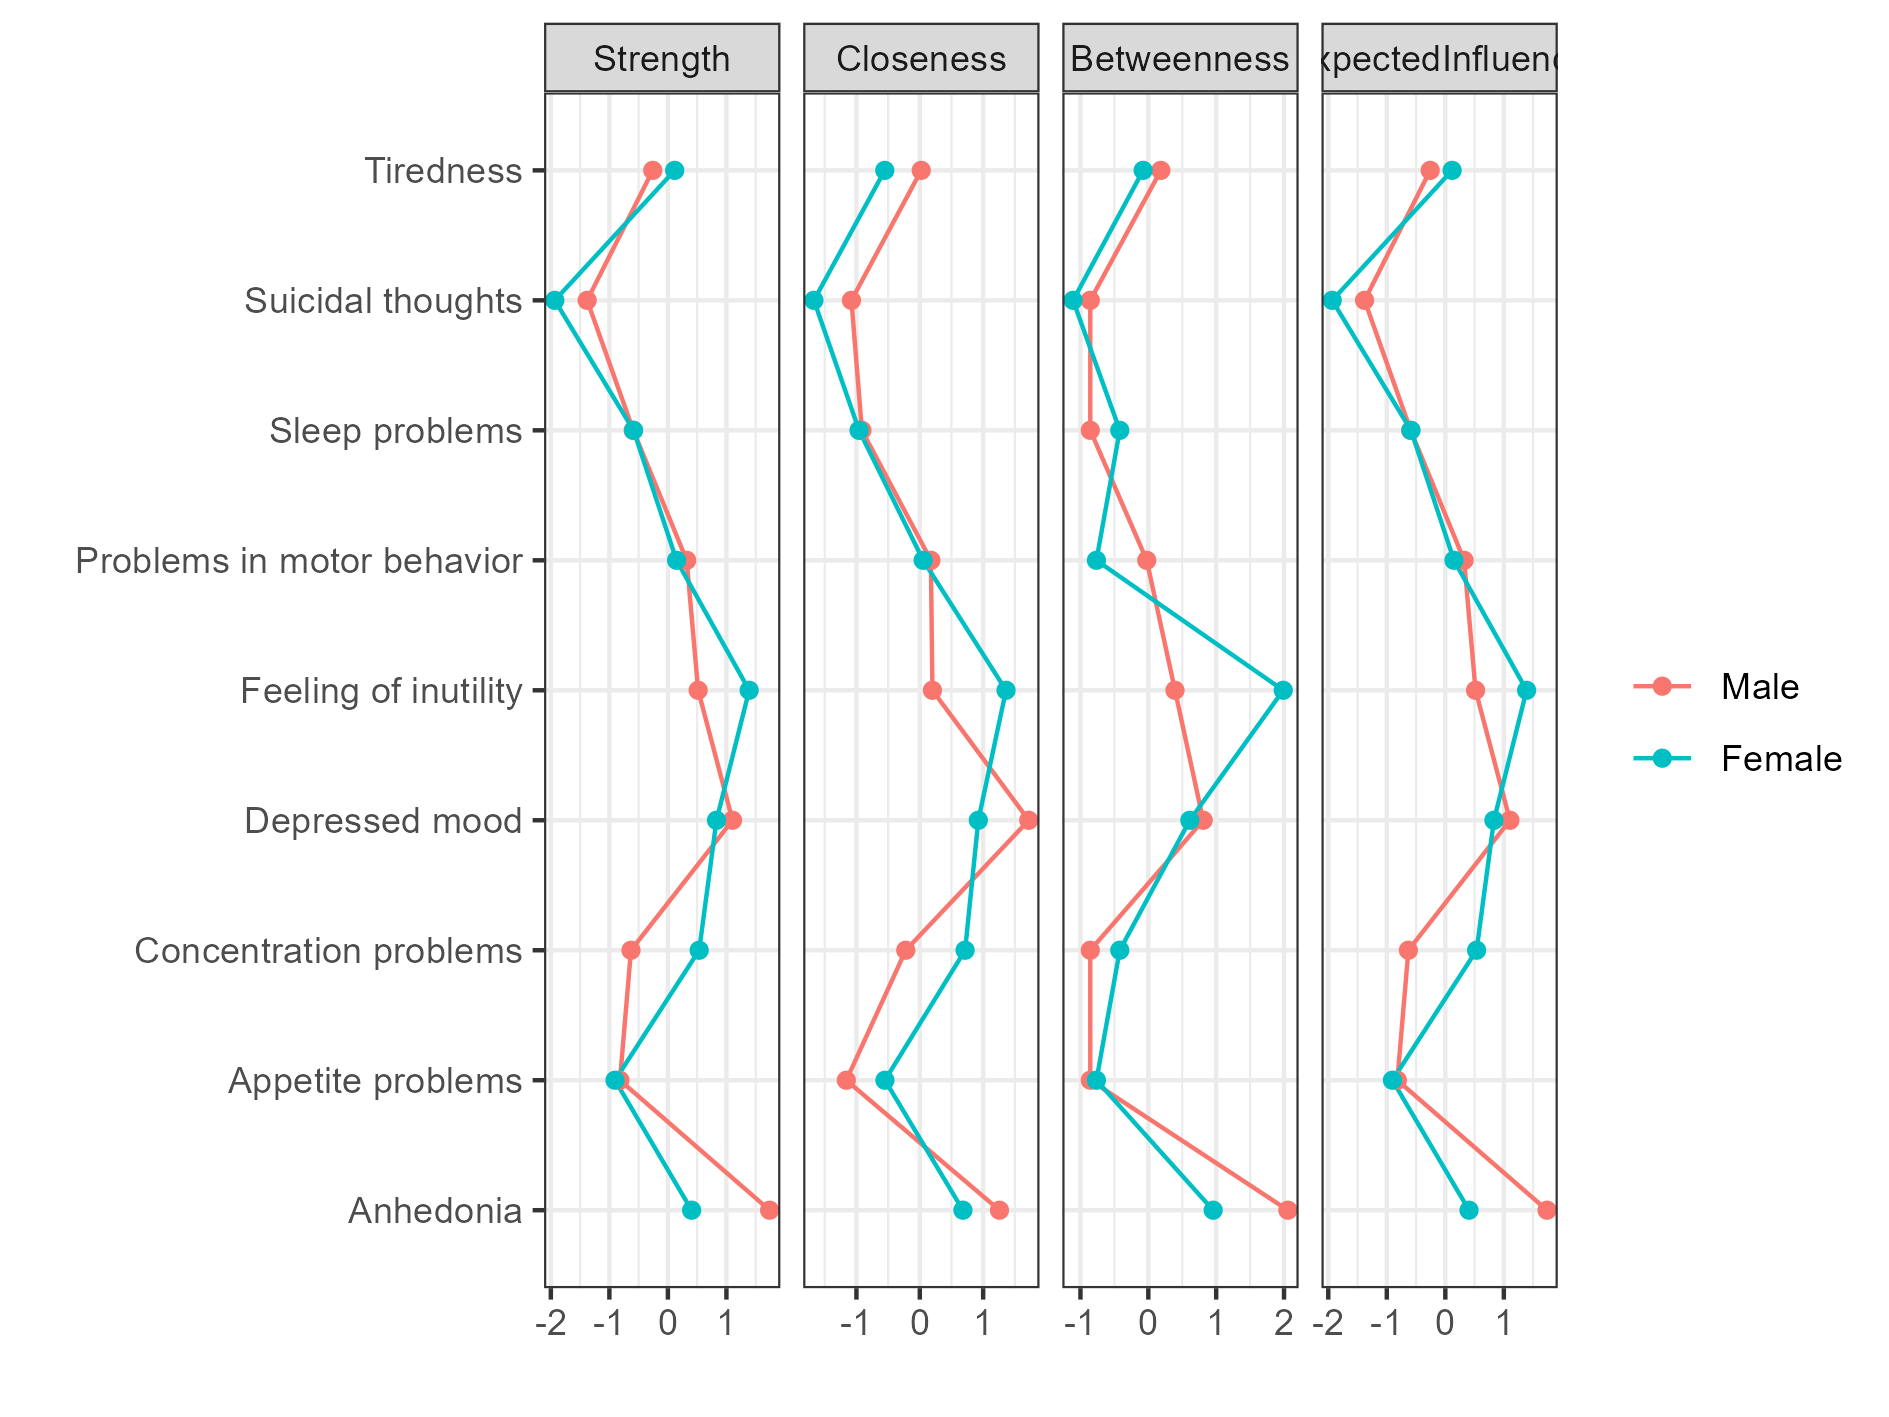 Strength Closeness Betweenness xpectedInfluenc
Tiredness
Suicidal thoughts
Sleep problems
Problems in motor behavior
Feeling of inutility
Male
Female
Depressed mood
Concentration problems
Appetite problems
Anhedonia
-2 -1 0 1 -1 0 1 -1 0 1 2 -2 -1 0 1